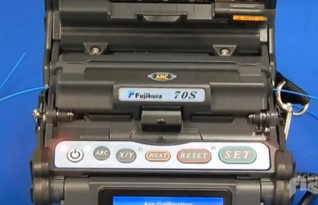 ARC
Fujikura 70S
ARC X/Y HEAT RESET SET
Arc Calibration